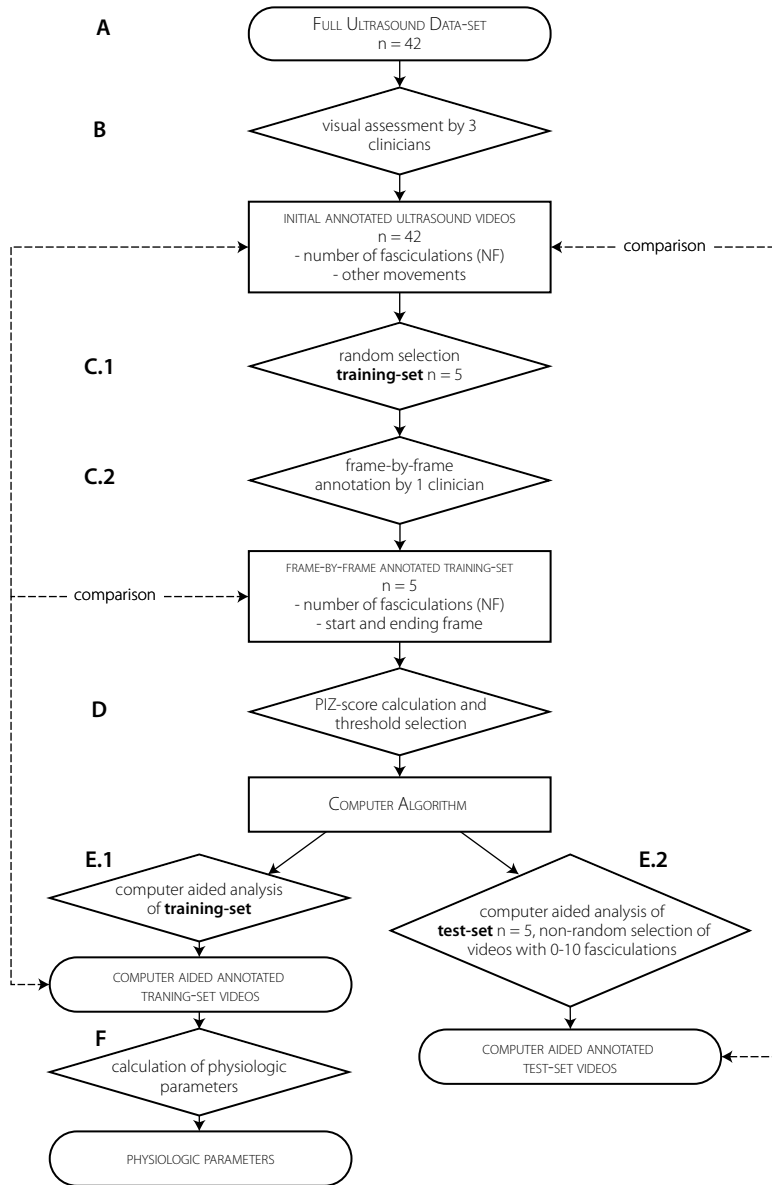 A
FULL ULTRASOUND DATA-SET
n = 42
B
visual assessment by 3
clinicians
INITIAL ANNOTATED ULTRASOUND VIDEOS
n = 42
- number of fasciculations (NF)
- other movements
comparison
C.1
random selection
training-set n = 5
C.2
frame-by-frame
annotation by 1 clinician
FRAME-BY-FRAME ANNOTATED TRAINING-SET
n = 5
- number of fasciculations (NF)
- start and ending frame
comparison
D
PIZ-score calculation and
threshold selection
COMPUTER ALGORITHM
E.1
computer aided analysis
of training-set
E.2
computer aided analysis of
test-set n = 5, non-random selection of
videos with 0-10 fasciculations
COMPUTER AIDED ANNOTATED
TRANING-SET VIDEOS
F
calculation of physiologic
parameters
COMPUTER AIDED ANNOTATED
TEST-SET VIDEOS
PHYSIOLOGIC PARAMETERS